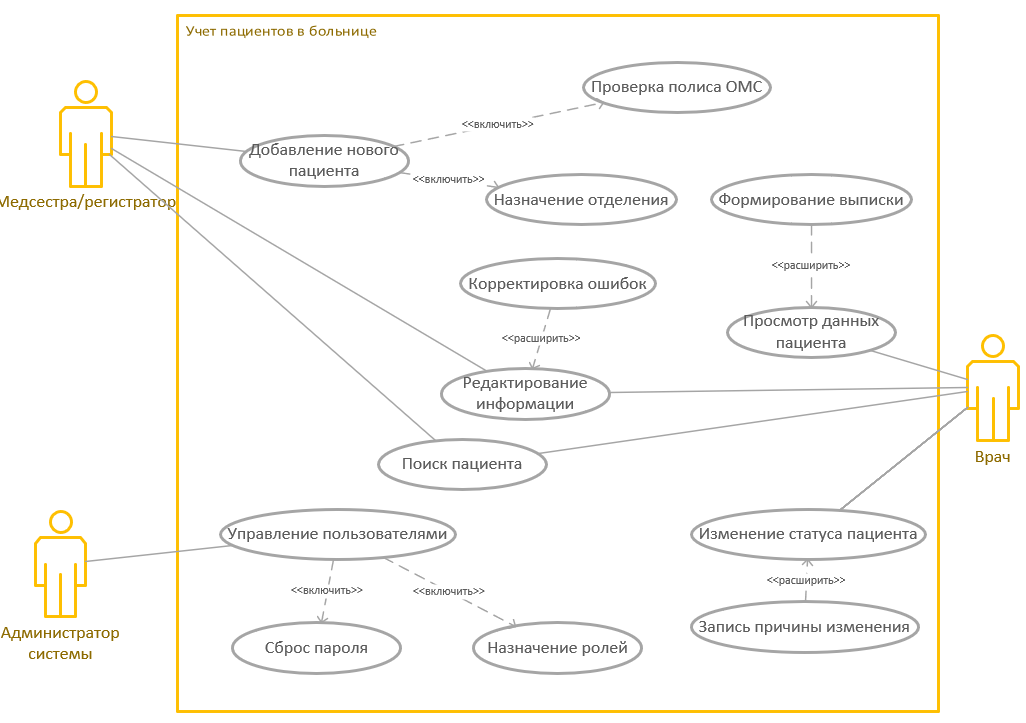 Учет пациентов в больнице
Проверка полиса ОМС
<<включить>>
Добавление нового
пациента
<<включить>>
Медсестра/регистратор
Назначение отделения
Формирование выписки
<<расширить>>
Корректировка ошибок
Просмотр данных
пациента
<<расширить>>
Редактирование
информации
Врач
Поиск пациента
Управление пользователями
Изменение статуса пациента
<<включить>>
<<включить>>
<<расширить>>
Администратор
системы
Сброс пароля
Назначение ролей
Запись причины изменения